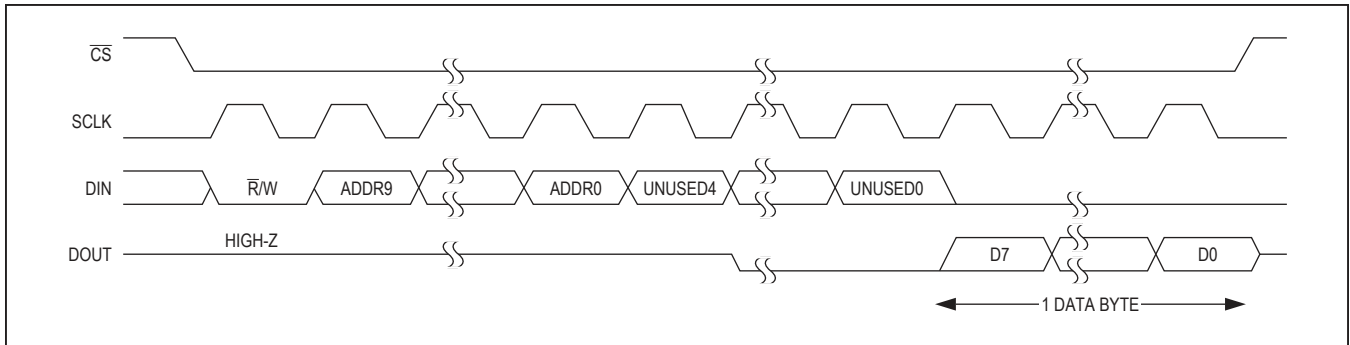 CS
SCLK
DIN
R/W
ADDR9
ADDR0
UNUSED4
UNUSED0
DOUT
HIGH-Z
D7
D0
1 DATA BYTE